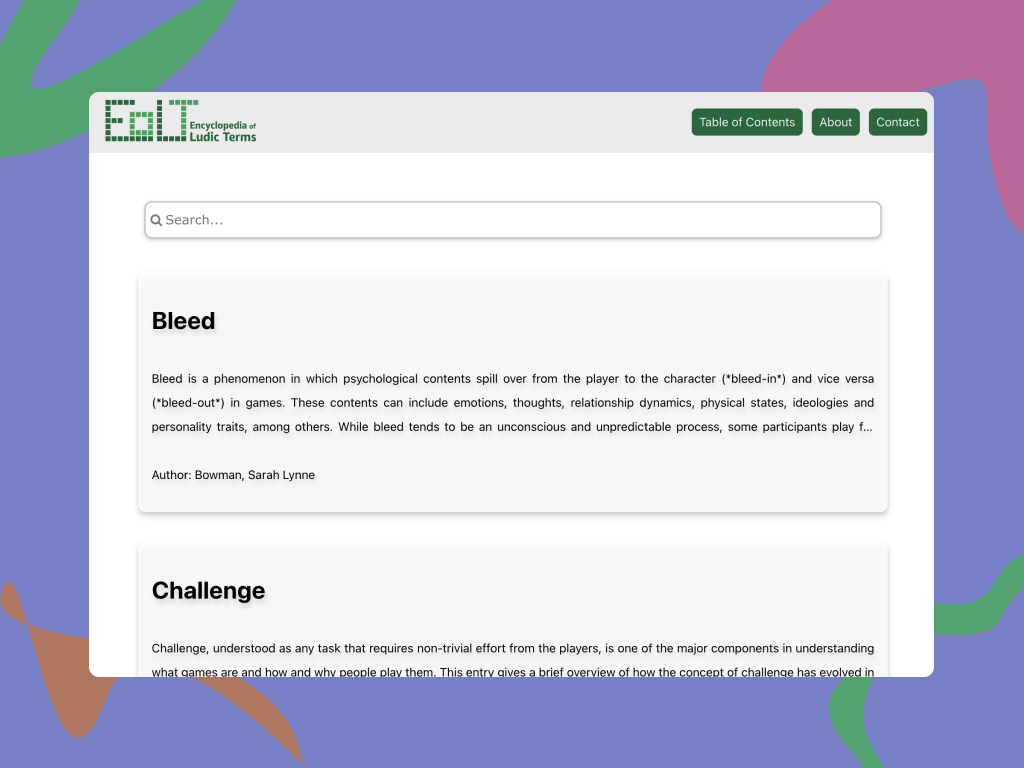 EoLT
Encyclopedia of
Ludic Terms
Table of Contents
About
Contact
Search...
Bleed
Bleed is a phenomenon in which psychological contents spill over from the player to the character (*bleed-in*) and vice versa
(*bleed-out*) in games. These contents can include emotions, thoughts, relationship dynamics, physical states, ideologies and
personality traits, among others. While bleed tends to be an unconscious and unpredictable process, some participants play f...
Author: Bowman, Sarah Lynne
Challenge
Challenge, understood as any task that requires non-trivial effort from the players, is one of the major components in understanding
what games are and how and why people play them. This entry gives a brief overview of how the concept of challenge has evolved in